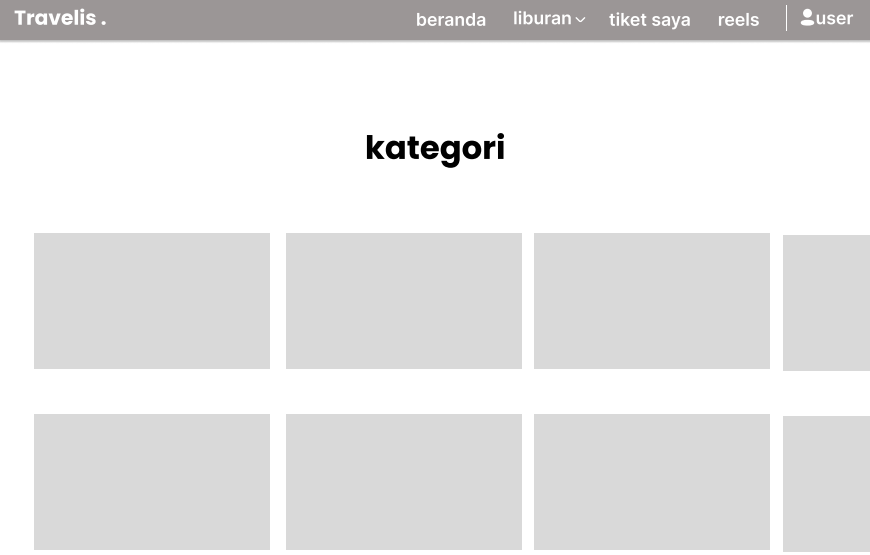 Travelis .
beranda
liburan
tiket saya
reels
user
kategori